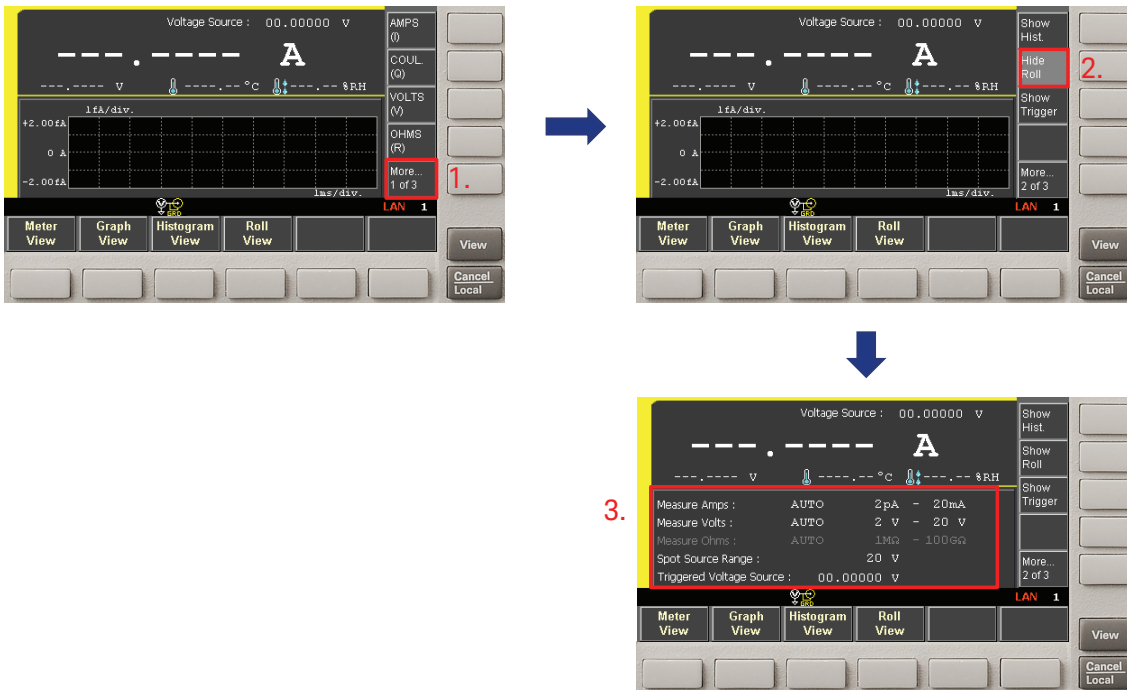 Voltage Source : 00.00000 V
---.---- A
---.---- V ----.-- °C ---.-- %RH
1fA/div.
+2.00fA
0 A
-2.00fA
1ms/div.
AMPS
(I)
COUL.
(Q)
VOLTS
(V)
OHMS
(R)
More...
1 of 3
1.
GRD
LAN 1
Meter
View
Graph
View
Histogram
View
Roll
View
View
Cancel
Local
Voltage Source : 00.00000 V
---.---- A
---.---- V ----.-- °C ---.-- %RH
1fA/div.
+2.00fA
0 A
-2.00fA
1ms/div.
Show
Hist.
Hide
Roll
2.
Show
Trigger
More...
2 of 3
GRD
LAN 1
Meter
View
Graph
View
Histogram
View
Roll
View
View
Cancel
Local
Voltage Source : 00.00000 V
---.---- A
---.---- V ----.-- °C ---.-- %RH
3.
Measure Amps : AUTO 2pA - 20mA
Measure Volts : AUTO 2 V - 20 V
Measure Ohms : AUTO 1MΩ - 100GΩ
Spot Source Range : 20 V
Triggered Voltage Source : 00.00000 V
Show
Hist.
Show
Roll
Show
Trigger
More...
2 of 3
GRD
LAN 1
Meter
View
Graph
View
Histogram
View
Roll
View
View
Cancel
Local